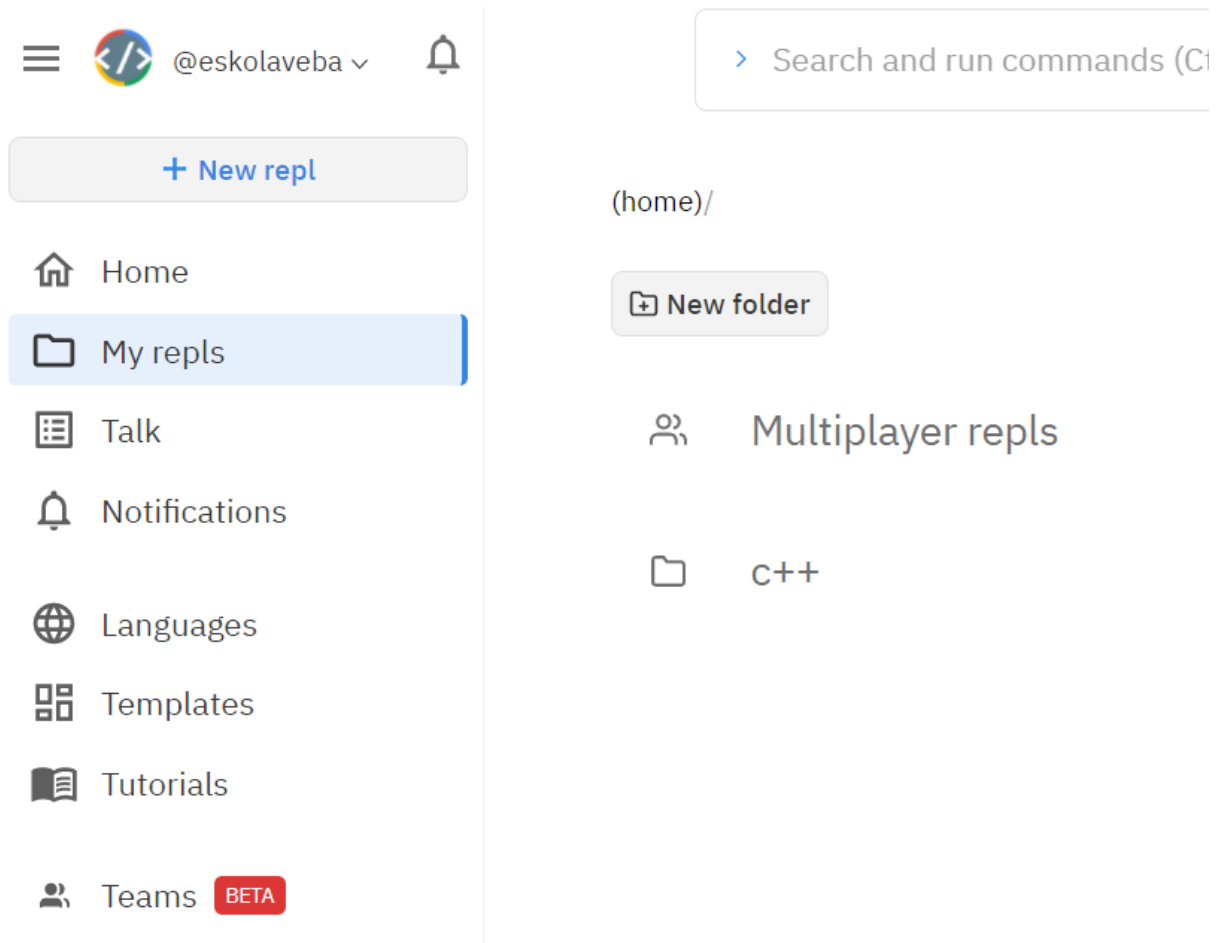 @eskolaveba
Search and run commands (Ct
+ New repl
(home)/
Home
New folder
My repls
Multiplayer repls
Talk
Notifications
c++
Languages
Templates
Tutorials
Teams BETA